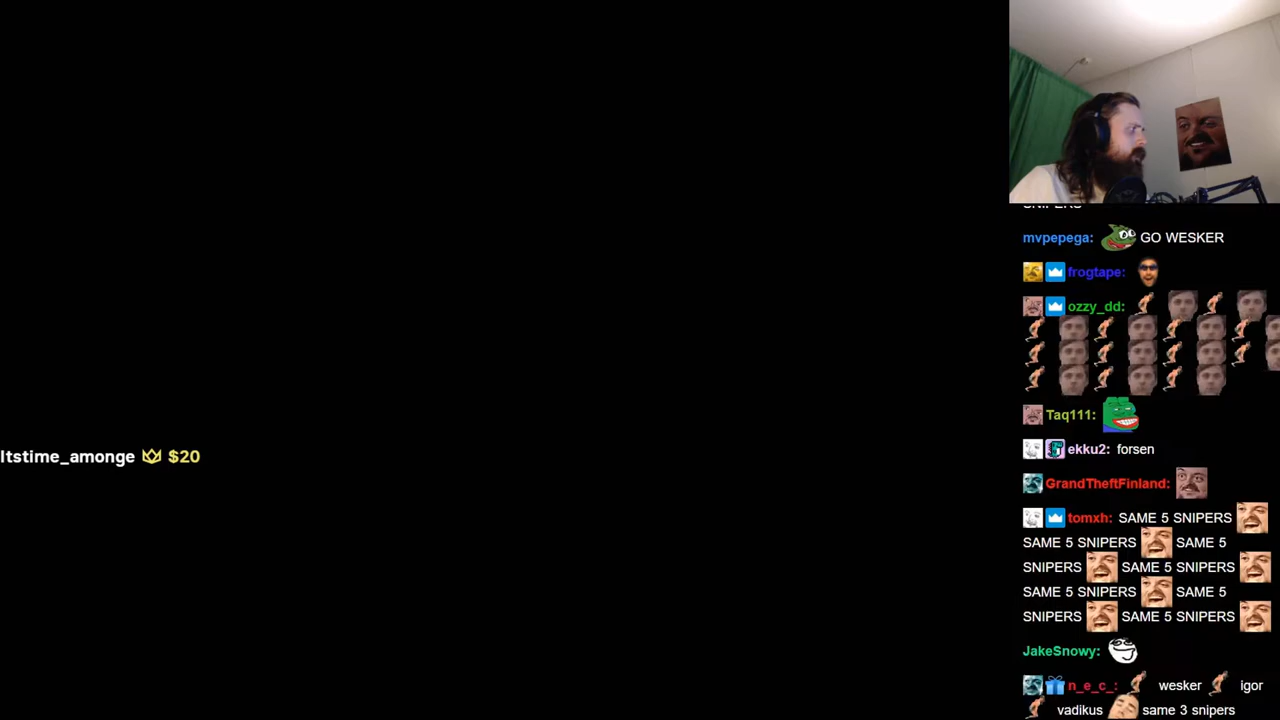 SNIPERS
mvpepega: GO WESKER
frogtape:
ozzy_dd:
Taq111:
ekku2: forsen
Itstime_amonge $20
GrandTheftFinland:
tomxh: SAME 5 SNIPERS
SAME 5 SNIPERS SAME 5
SNIPERS SAME 5 SNIPERS
SAME 5 SNIPERS SAME 5
SNIPERS SAME 5 SNIPERS
JakeSnowy:
n_e_c_: wesker igor
vadikus same 3 snipers